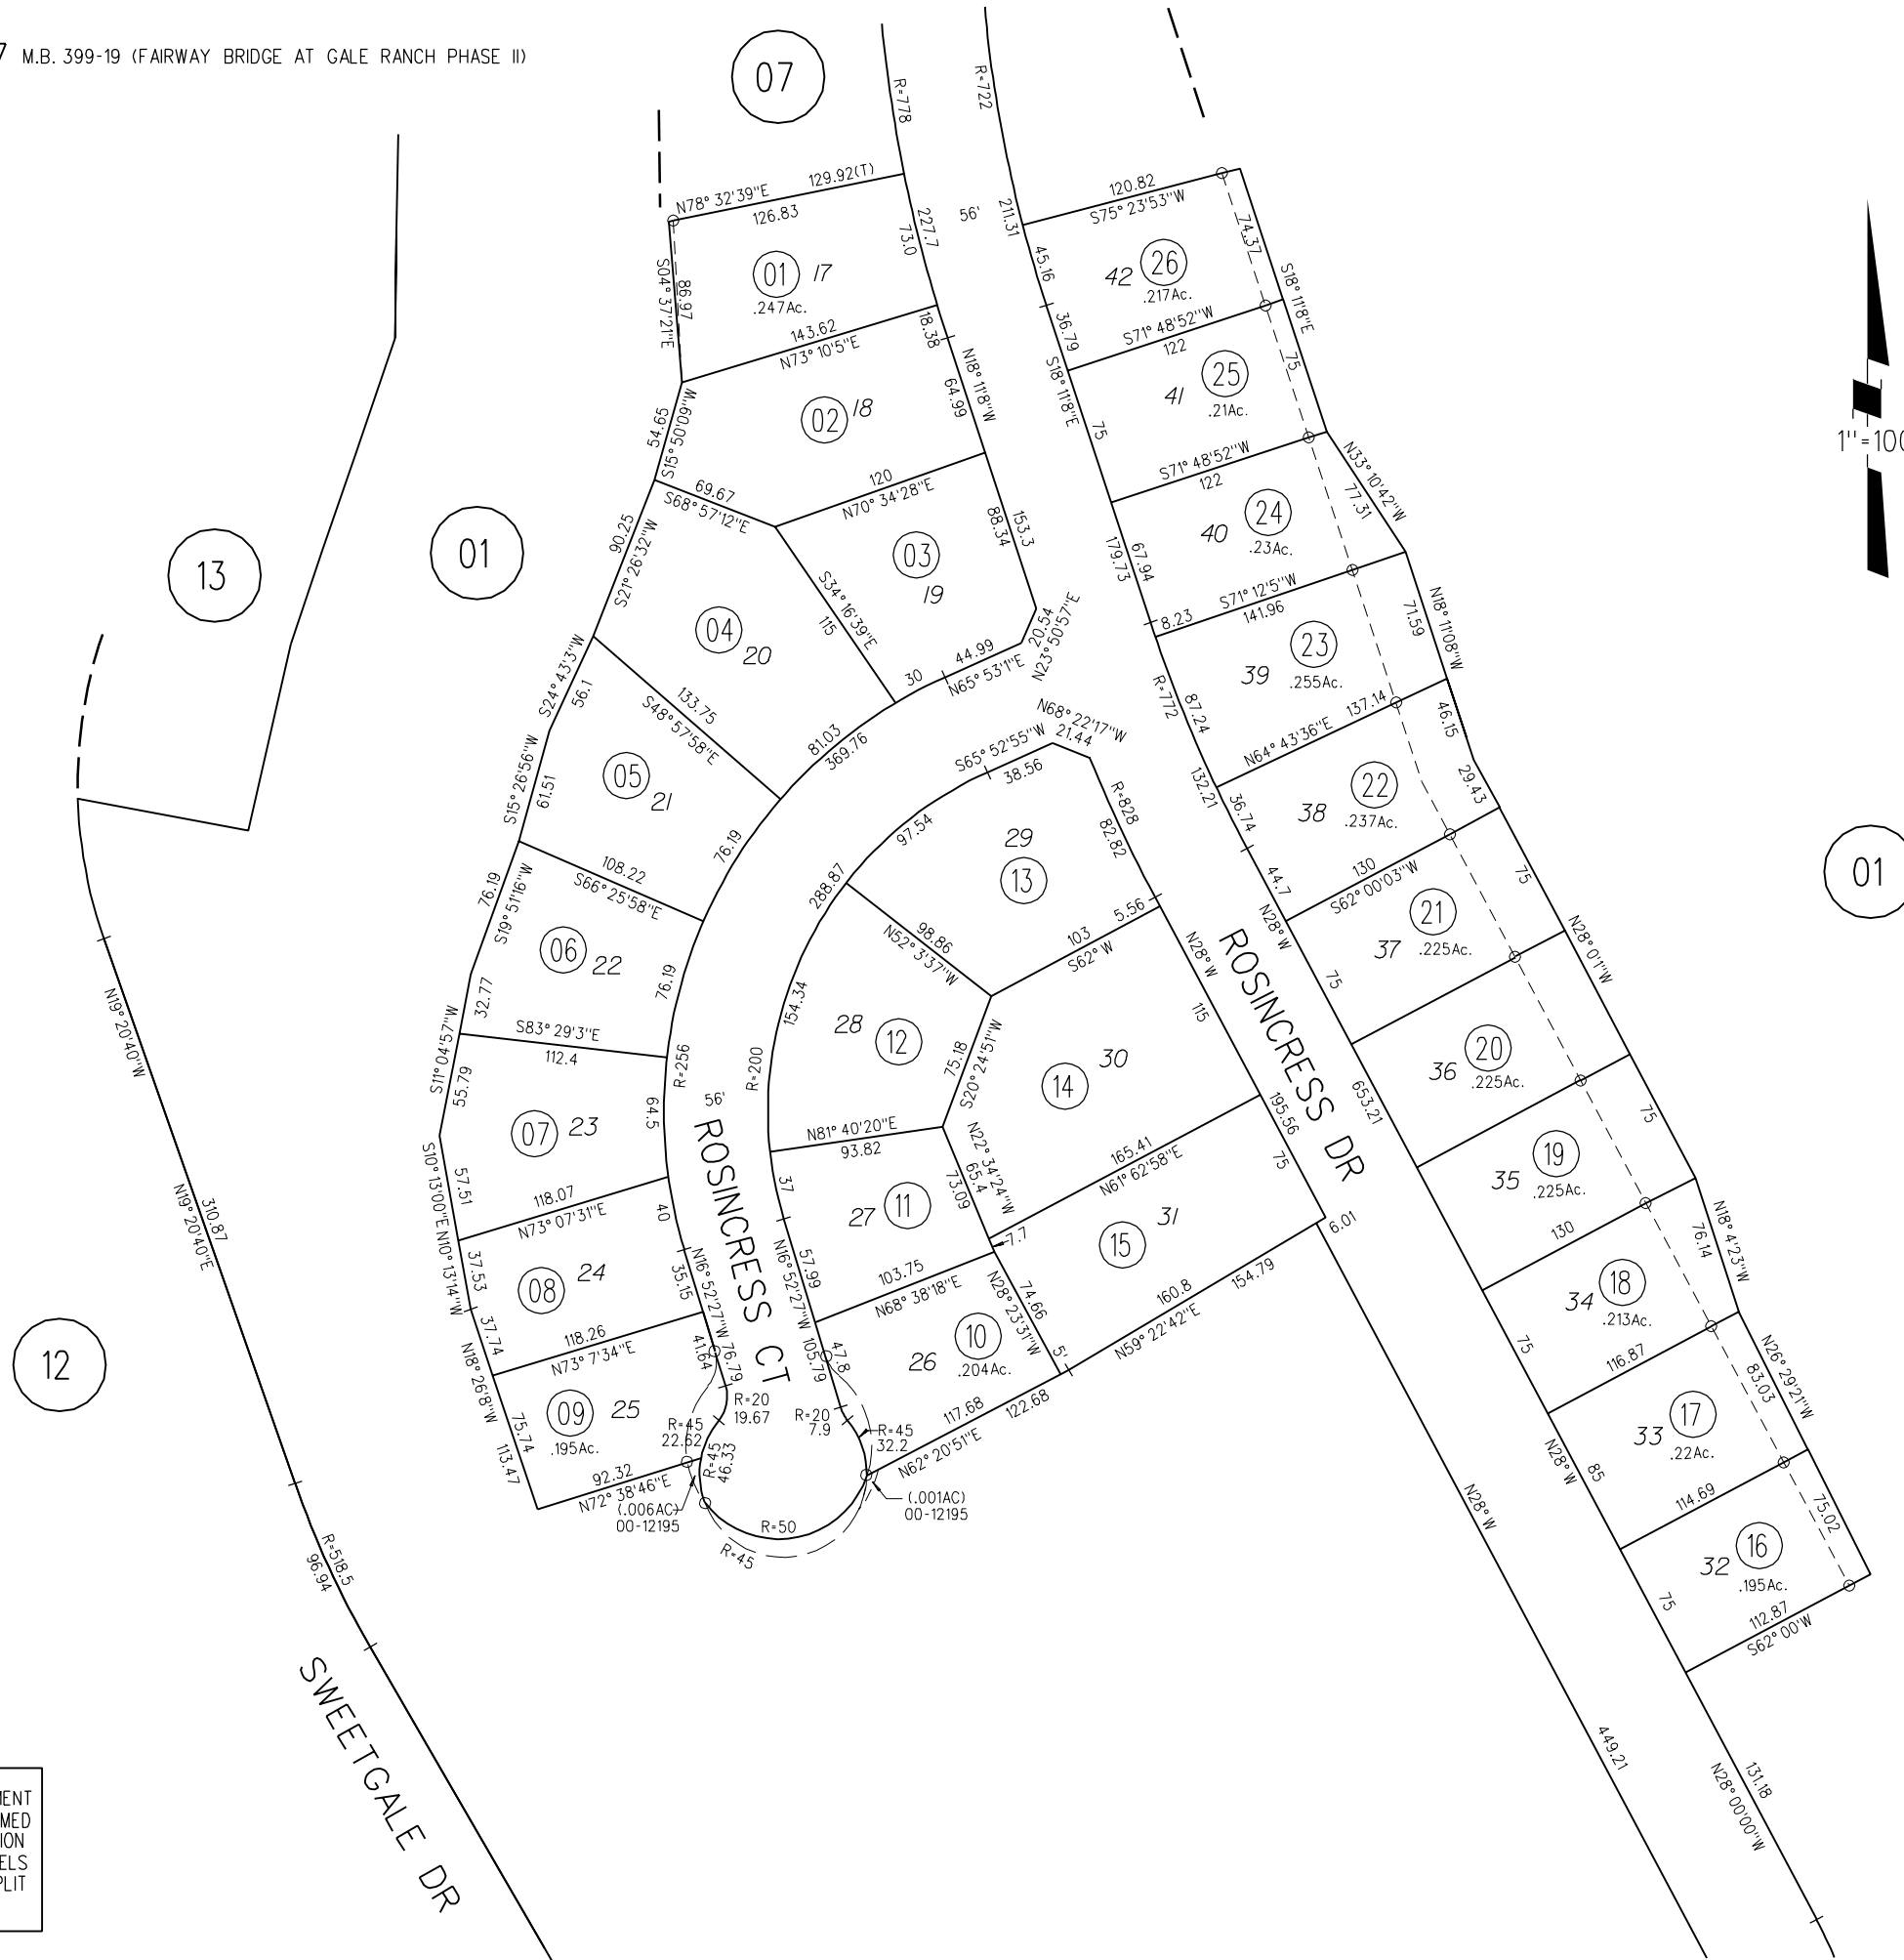 7 M.B. 399-19 (FAIRWAY BRIDGE AT GALE RANCH PHASE II)
07
13
01
12
01
1"=100
R=778
R=722
N78° 32'39"E
129.92(T)
126.83
S04° 37'21"E
86.97
01 17
.247Ac.
227.7
73.0
56'
211.31
143.62
N73° 10'5"E
18.38
N18° 11'8"W
64.99
02 18
54.65
S15° 50'09"W
69.67
S68° 57'12"E
120
N70° 34'28"E
88.34
153.3
03
19
20.54
N23° 50'57"E
44.99
N65° 53'1"E
30
S34° 16'39"E
115
90.25
S21° 26'32"W
04
20
S24° 43'3"W
56.1
133.75
S48° 57'58"E
81.03
369.76
S15° 26'56"W
61.51
05
21
76.19
108.22
S66° 25'58"E
76.19
S19° 51'16"W
06
22
32.77
76.19
S83° 29'3"E
112.4
S11° 04'57"W
55.79
R=256
07 23
64.5
56'
S10° 13'00"E
57.51
118.07
N73° 07'31"E
40
N10° 13'14"W
37.53
08 24
N16° 52'27"W
35.15
37.74
118.26
N73° 7'34"E
N18° 26'8"W
41.64
76.79
09 25
.195Ac.
75.74
113.47
92.32
N72° 38'46"E
R=45
22.62
R=45
46.33
R=20
19.67
R=20
7.9
R=45
32.2
(.006AC)
00-12195
(.001AC)
00-12195
R=50
R=45
ROSINCRESS CT
N68° 22'17"W
21.44
S65° 52'55"W
38.56
R=828
82.82
97.54
288.87
29
13
5.56
98.86
N52° 3'37"W
103
S62° W
154.34
R=200
28
12
75.18
S20° 24'51"W
30
14
N28° W
115
N81° 40'20"E
93.82
37
27 11
N22° 34'24"W
65.4
73.09
165.41
N61° 62'58"E
195.56
75
31
15
7.7
6.01
57.99
N16° 52'27"W
103.75
N68° 38'18"E
105.79
47.8
26
10
.204Ac.
74.66
N28° 23'31"W
5'
160.8
154.79
N59° 22'42"E
117.68
122.68
N62° 20'51"E
ROSINCRESS DR
120.82
S75° 23'53"W
74.37
45.16
42 26
.217Ac.
S18° 11'8"E
36.79
S71° 48'52"W
122
75
S18° 11'8"E
41 25
.21Ac.
75
S71° 48'52"W
122
N33° 10'42"W
77.31
40 24
.23Ac.
179.73
67.94
8.23
S71° 12'5"W
141.96
N18° 11'08"W
71.59
39 23
.255Ac.
R=772
87.24
N64° 43'36"E
137.14
46.15
132.21
36.74
38 22
.237Ac.
29.43
44.7
N28° W
130
S62° 00'03"W
75
37 21
.225Ac.
N28° 0'1"W
75
36 20
.225Ac.
653.21
75
35 19
.225Ac.
130
N18° 4'23"W
76.14
34 18
.213Ac.
75
116.87
N26° 29'21"W
83.03
33 17
.22Ac.
N28° W
85
114.69
75.02
32 16
.195Ac.
75
112.87
S62° 00'W
N28° W
449.21
131.18
N28° 00'00"W
N19° 20'40"W
310.87
N19° 20'40"E
R=518.5
96.94
SWEETGALE DR
MENT
MED
ION
ELS
PLIT